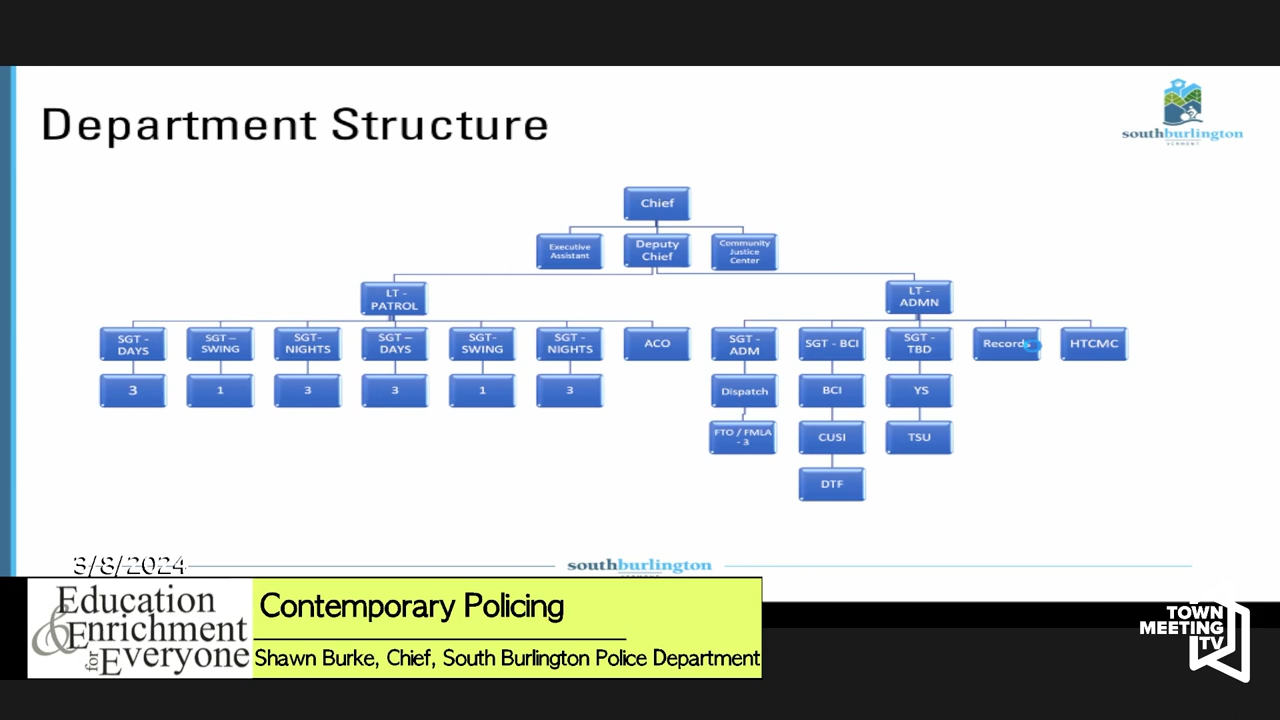 Department Structure
southburlington
VERMONT
Chief
Executive
Assistant
Deputy
Chief
Community
Justice
Center
LT -
PATROL
LT -
ADMN
SGT -
DAYS
SGT –
SWING
SGT-
NIGHTS
SGT –
DAYS
SGT-
SWING
SGT
-NIGHTS
ACO
SGT -
ADM
SGT - BCI
SGT -
TBD
Records
HTCMC
3
1
3
3
1
3
Dispatch
BCI
YS
FTO / FMLA
- 3
CUSI
TSU
DTF
3/8/2024
southburlington
Education
& Enrichment
for Everyone
Contemporary Policing
Shawn Burke, Chief, South Burlington Police Department
TOWN
MEETING
TV